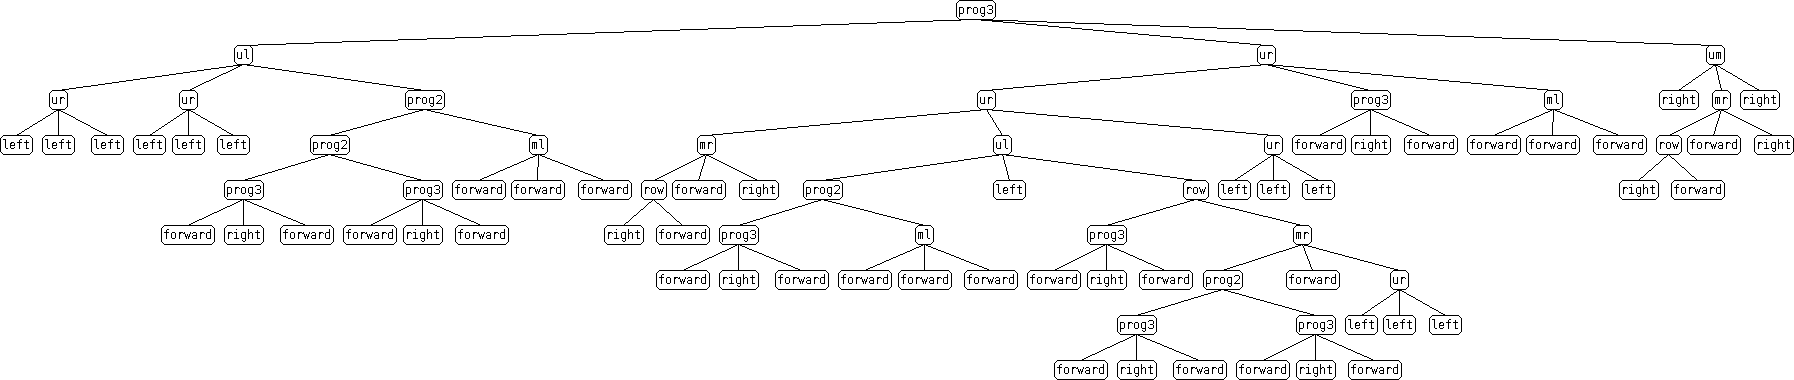 prog3
ul ur um
ur ur prog2 ur prog3 ml right mr right
left left left left left left prog2 ml mr ul ur forward right forward forward forward forward row forward right
prog3 prog3 forward forward forward row forward right prog2 left row left left left right forward
forward right forward forward right forward right forward prog3 ml prog3 mr
forward right forward forward forward forward forward right forward prog2 forward ur
prog3 prog3 left left left
forward right forward forward right forward